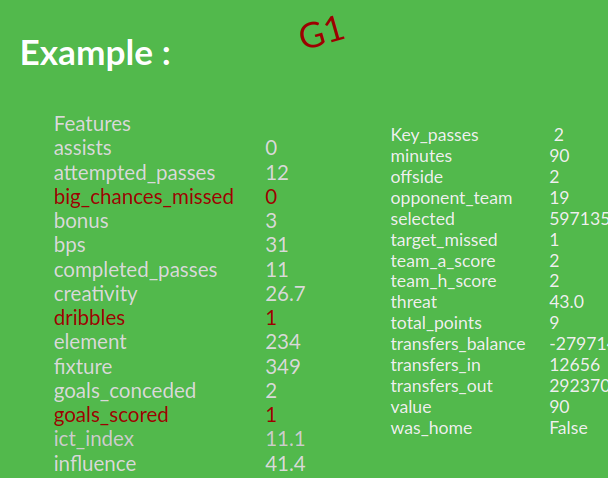 G1
Example :
Features
assists 0
attempted_passes 12
big_chances_missed 0
bonus 3
bps 31
completed_passes 11
creativity 26.7
dribbles 1
element 234
fixture 349
goals_conceded 2
goals_scored 1
ict_index 11.1
influence 41.4
Key_passes 2
minutes 90
offside 2
opponent_team 19
selected 597135
target_missed 1
team_a_score 2
team_h_score 2
threat 43.0
total_points 9
transfers_balance -279714
transfers_in 12656
transfers_out 292370
value 90
was_home False